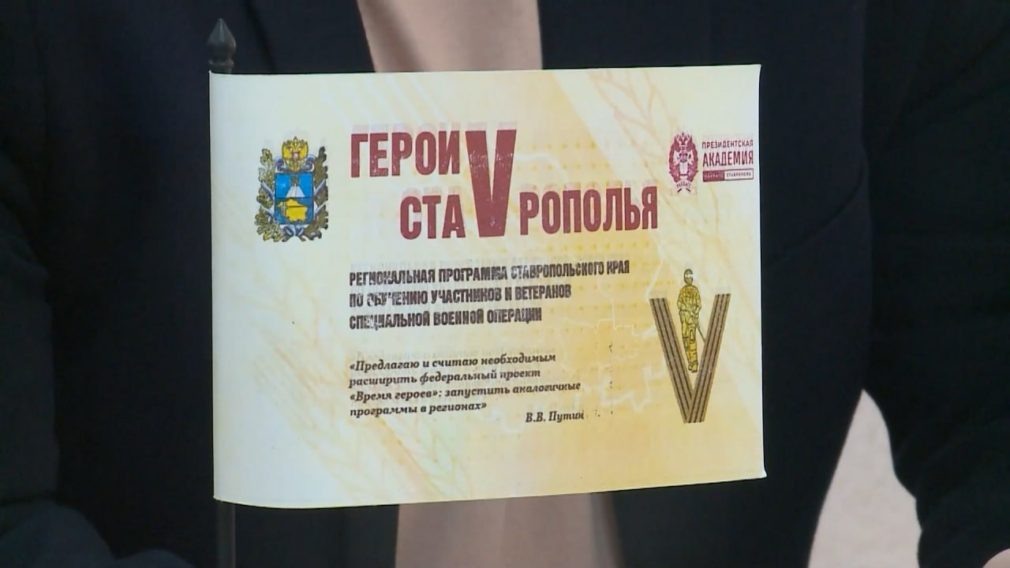 ГЕРОИ
СТАVРОПОЛЬЯ
ПРЕЗИДЕНТСКАЯ
АКАДЕМИЯ
РЕГИОНАЛЬНАЯ ПРОГРАММА СТАВРОПОЛЬСКОГО КРАЯ
ПО ОБУЧЕНИЮ УЧАСТНИКОВ И ВЕТЕРАНОВ
СПЕЦИАЛЬНОЙ ВОЕННОЙ ОПЕРАЦИИ
«Предлагаю и считаю необходимым
расширить федеральный проект
«Время героев»: запустить аналогичные
программы в регионах»
В.В. Путин
V